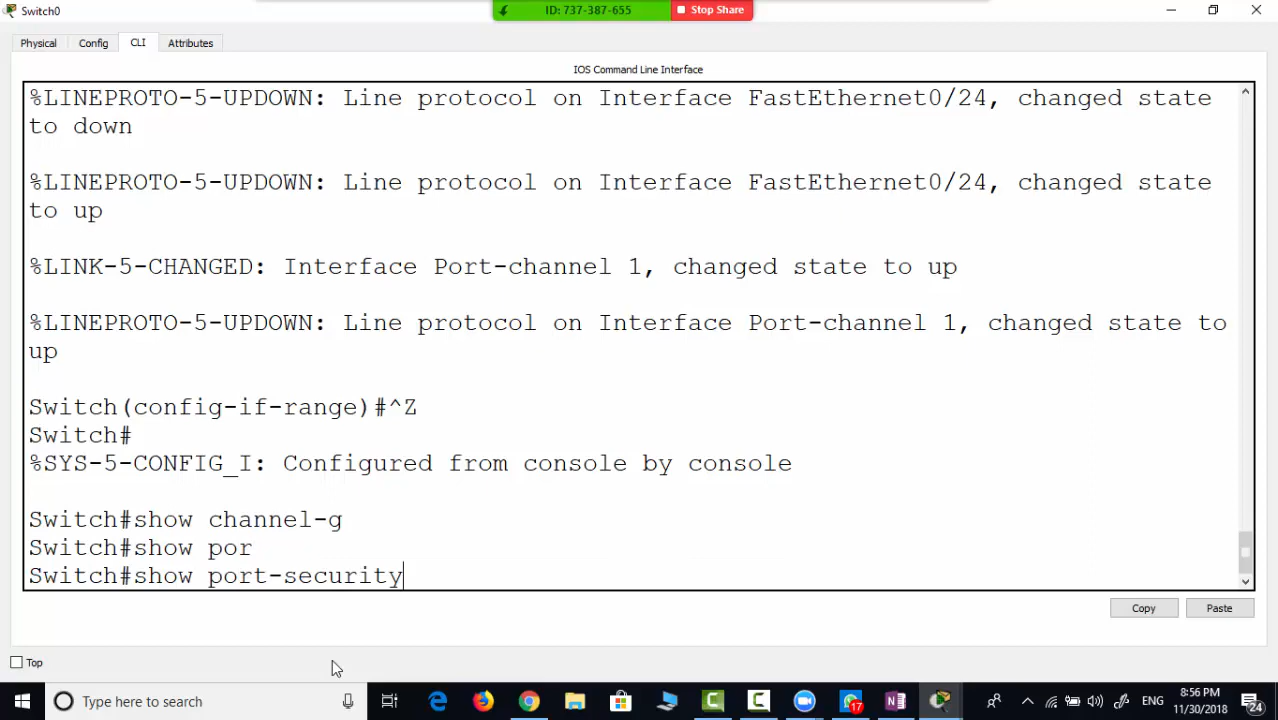 Switch0
ID: 737-387-655
Stop Share
Physical
Config
CLI
Attributes
IOS Command Line Interface
%LINEPROTO-5-UPDOWN: Line protocol on Interface FastEthernet0/24, changed state
to down
%LINEPROTO-5-UPDOWN: Line protocol on Interface FastEthernet0/24, changed state
to up
%LINK-5-CHANGED: Interface Port-channel 1, changed state to up
%LINEPROTO-5-UPDOWN: Line protocol on Interface Port-channel 1, changed state to
up
Switch(config-if-range)#^Z
Switch#
%SYS-5-CONFIG_I: Configured from console by console
Switch#show channel-g
Switch#show por
Switch#show port-security
Copy
Paste
Top
Type here to search
17
ENG
8:56 PM
11/30/2018
24